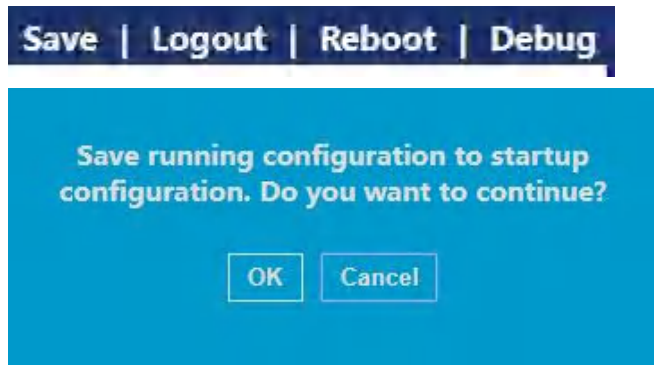 Save | Logout | Reboot | Debug
Save running configuration to startup
configuration. Do you want to continue?
OK Cancel